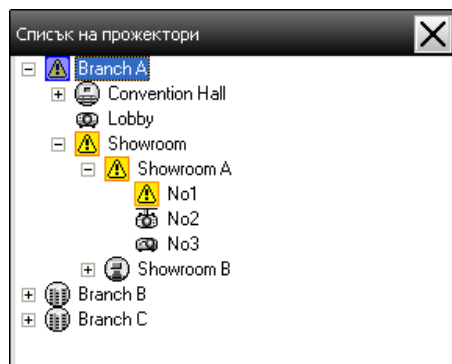 Списък на прожектори
Branch A
Convention Hall
Lobby
Showroom
Showroom A
No1
No2
No3
Showroom B
Branch B
Branch C